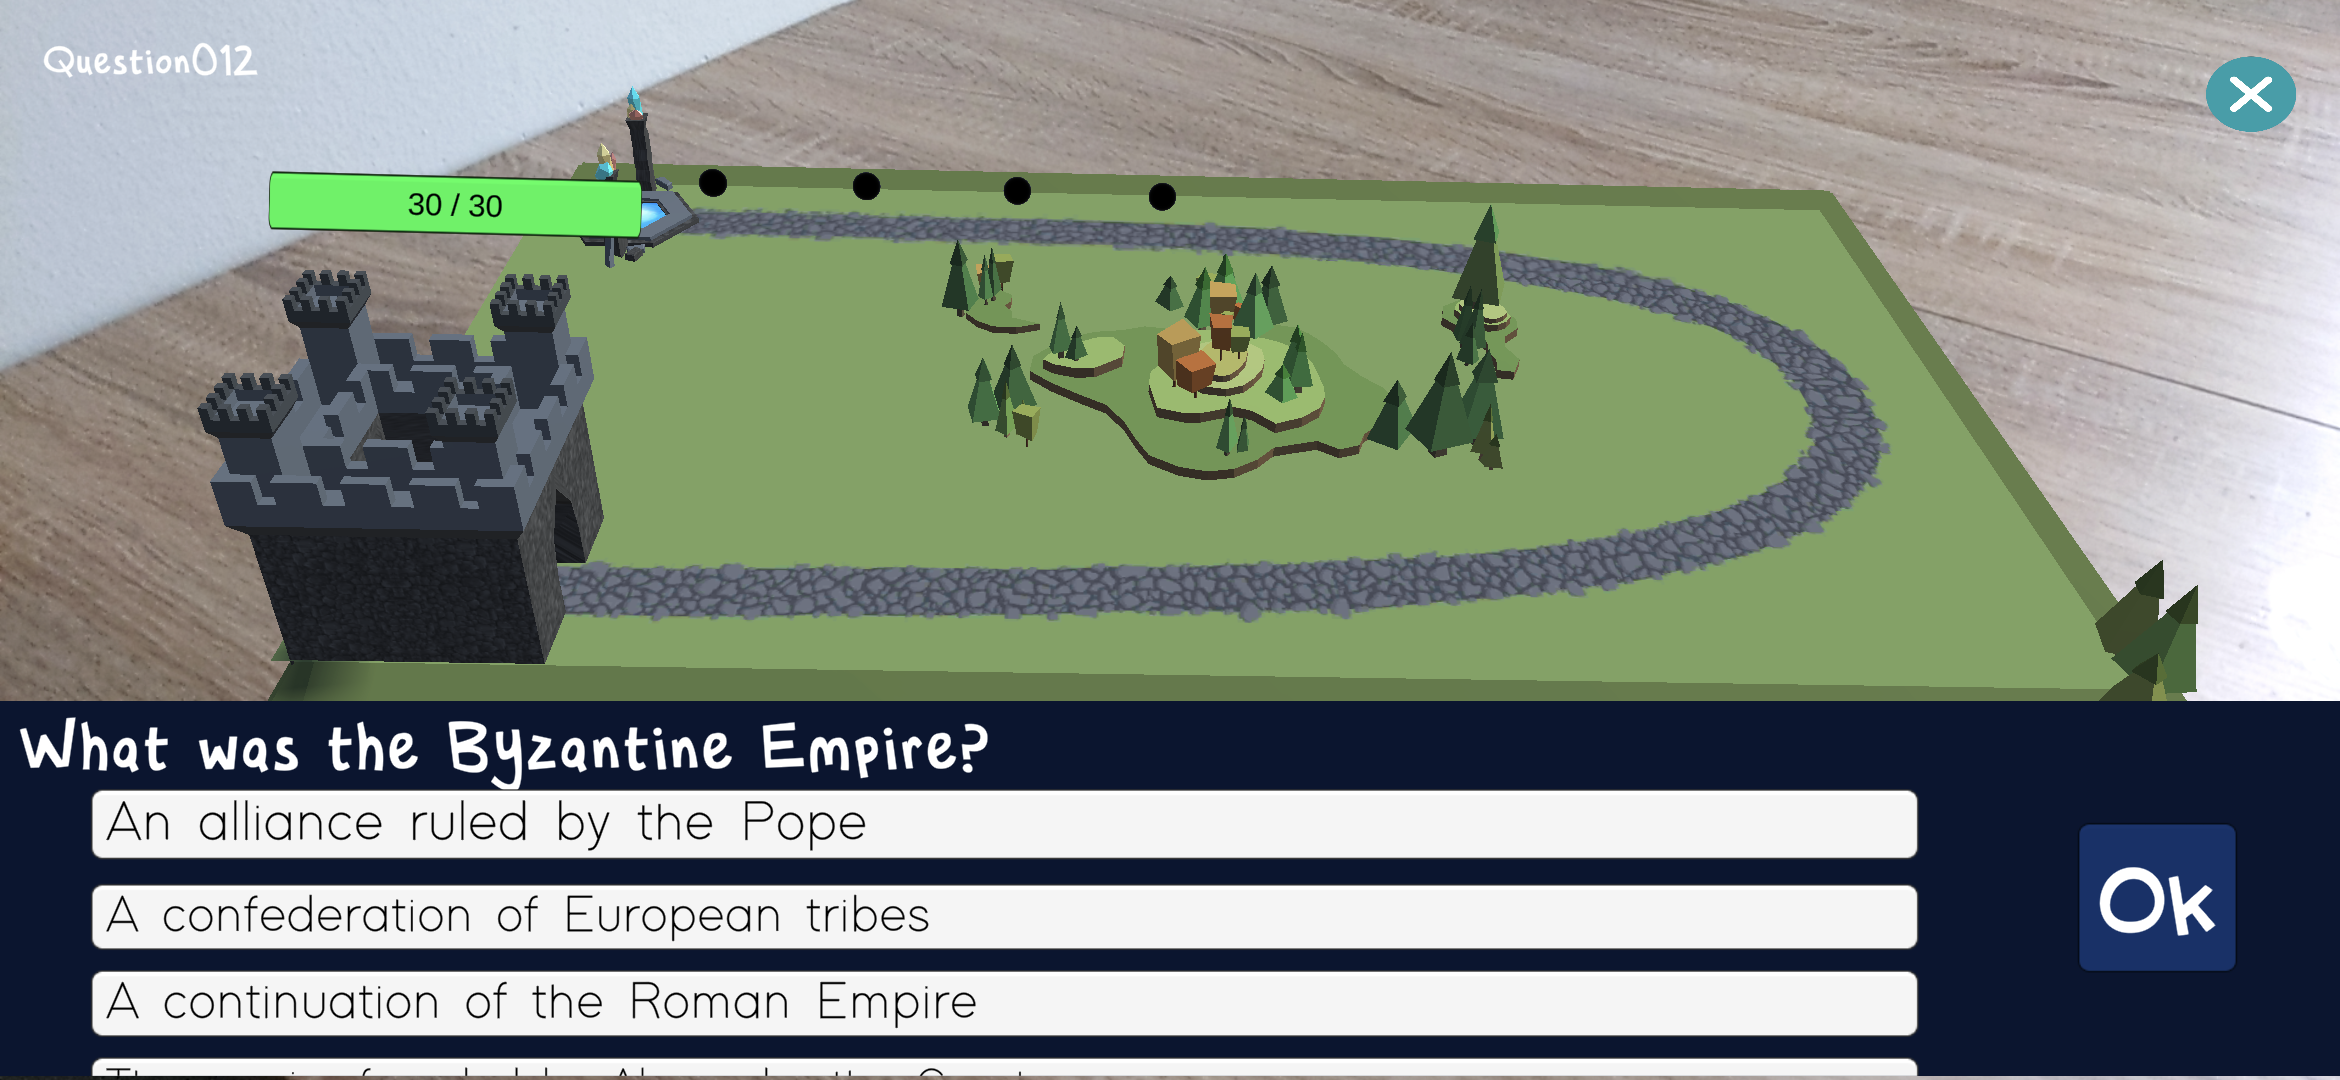 Question012
30 / 30
What was the Byzantine Empire?
An alliance ruled by the Pope
A confederation of European tribes
A continuation of the Roman Empire
Ok